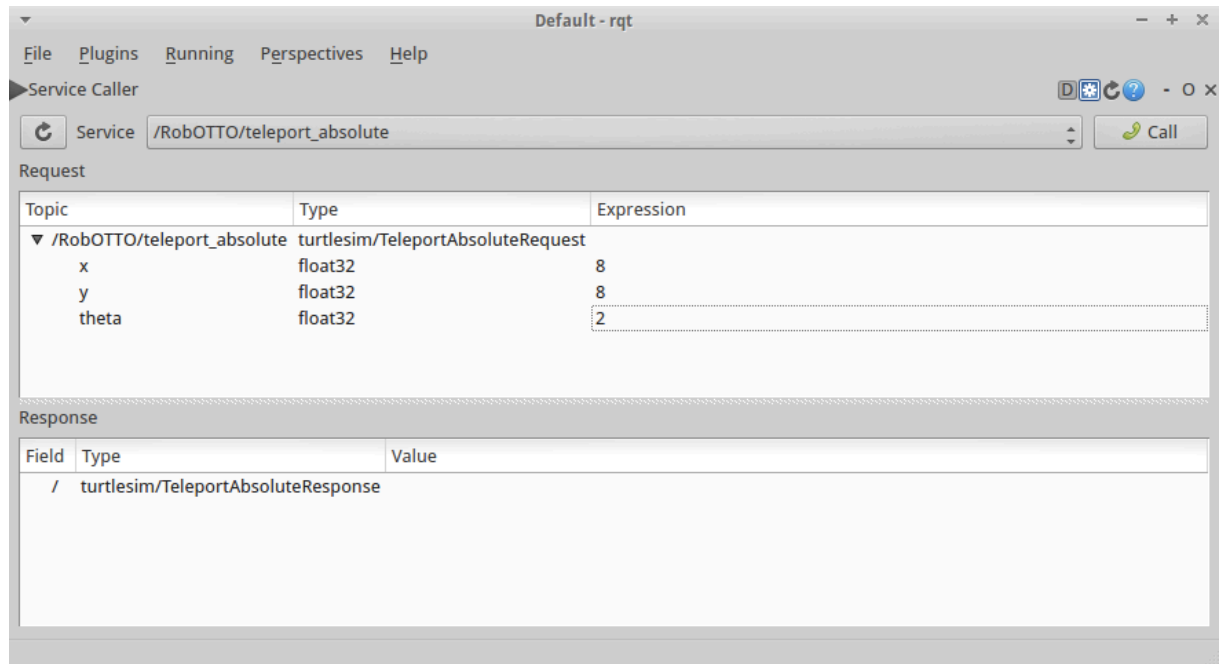 Default - rqt
File Plugins Running Perspectives Help
Service Caller D ? - O ×
Service /RobOTTO/teleport_absolute Call
Request
Topic Type Expression
/RobOTTO/teleport_absolute turtlesim/TeleportAbsoluteRequest
x float32 8
y float32 8
theta float32 2
Response
Field Type Value
/ turtlesim/TeleportAbsoluteResponse